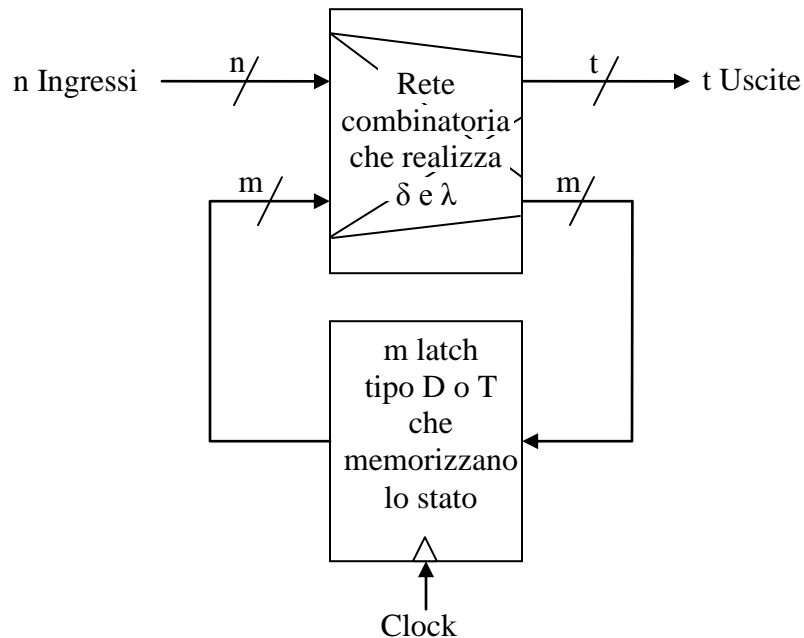 n Ingressi
n
Rete
combinatoria
che realizza
δ e λ
t
t Uscite
m
m
m latch
tipo D o T
che
memorizzano
lo stato
Clock